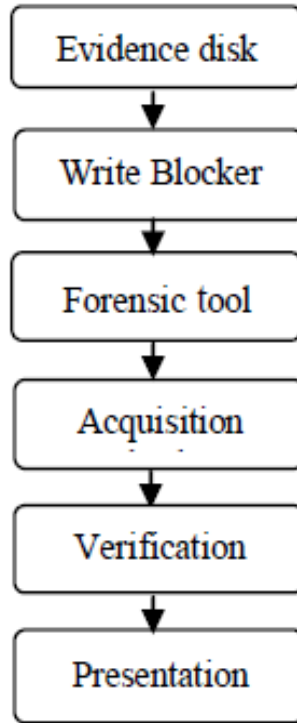 Evidence disk
Write Blocker
Forensic tool
Acquisition
Verification
Presentation